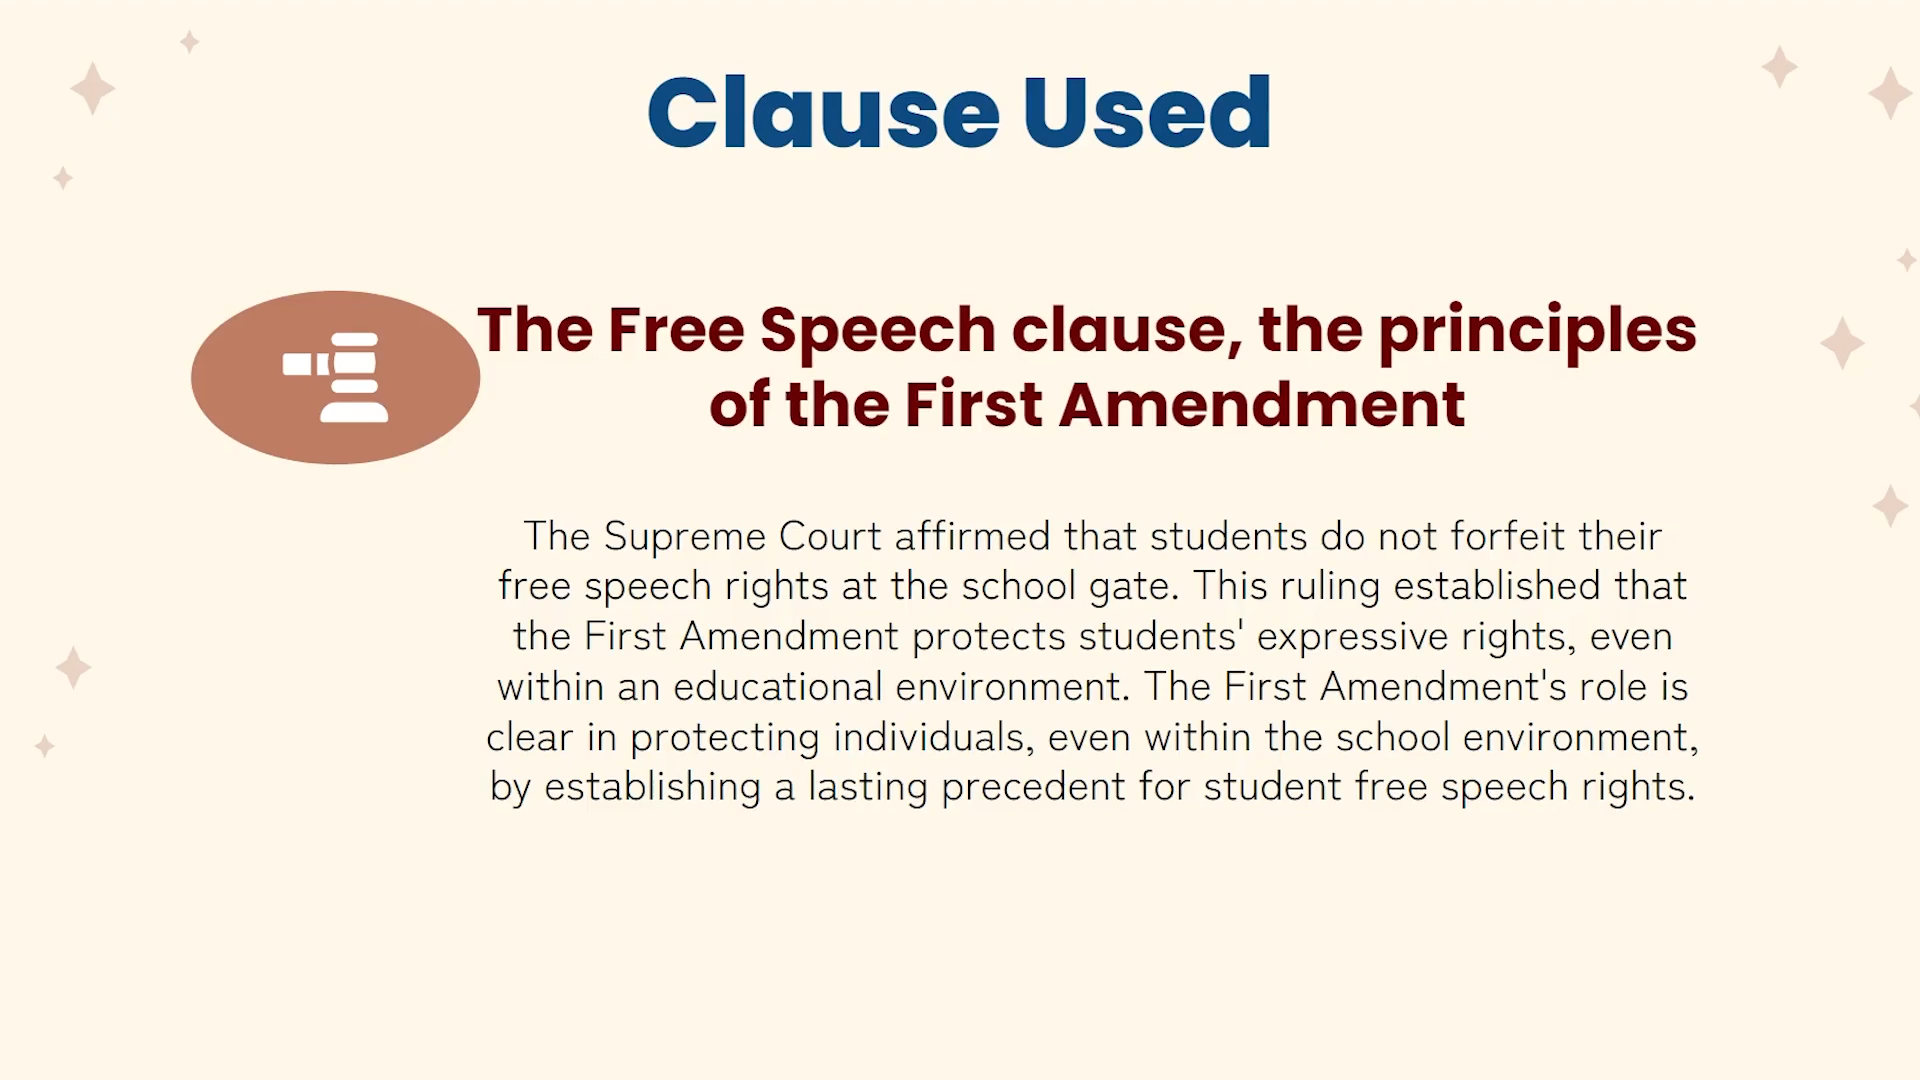 Clause Used
The Free Speech clause, the principles
of the First Amendment
The Supreme Court affirmed that students do not forfeit their
free speech rights at the school gate. This ruling established that
the First Amendment protects students' expressive rights, even
within an educational environment. The First Amendment's role is
clear in protecting individuals, even within the school environment,
by establishing a lasting precedent for student free speech rights.